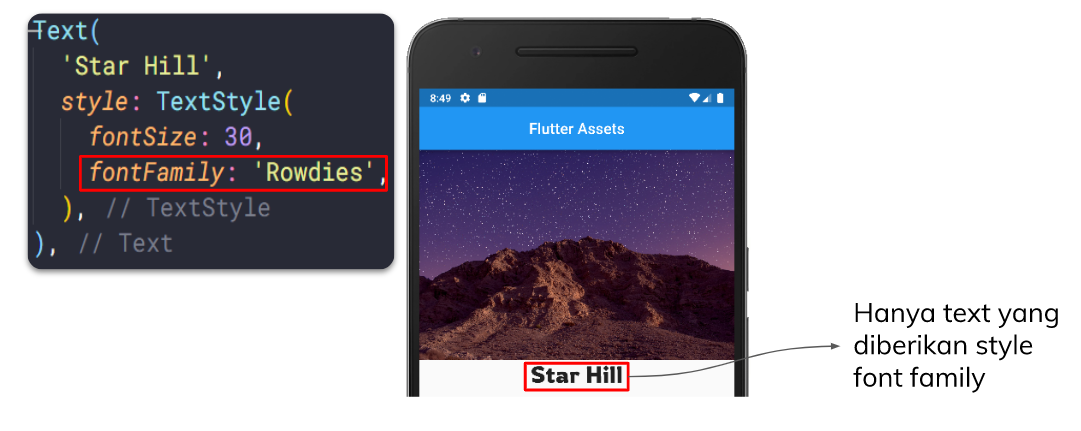 Text(
'Star Hill',
style: TextStyle(
fontSize: 30,
fontFamily: 'Rowdies',
), // TextStyle
), // Text
8:49
Flutter Assets
Star Hill
Hanya text yang
diberikan style
font family